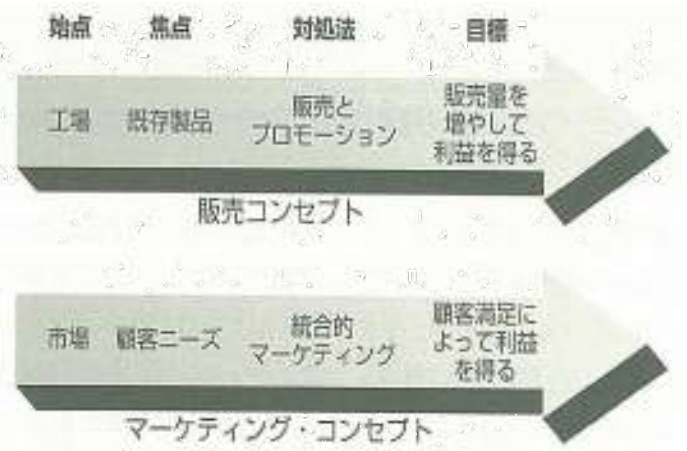 始点 焦点 対処法 目標
工場 既存製品 販売と
プロモーション 販売量を
増やして
利益を得る
販売コンセプト
市場 顧客ニーズ 統合的
マーケティング 顧客満足に
よって利益
を得る
マーケティング・コンセプト